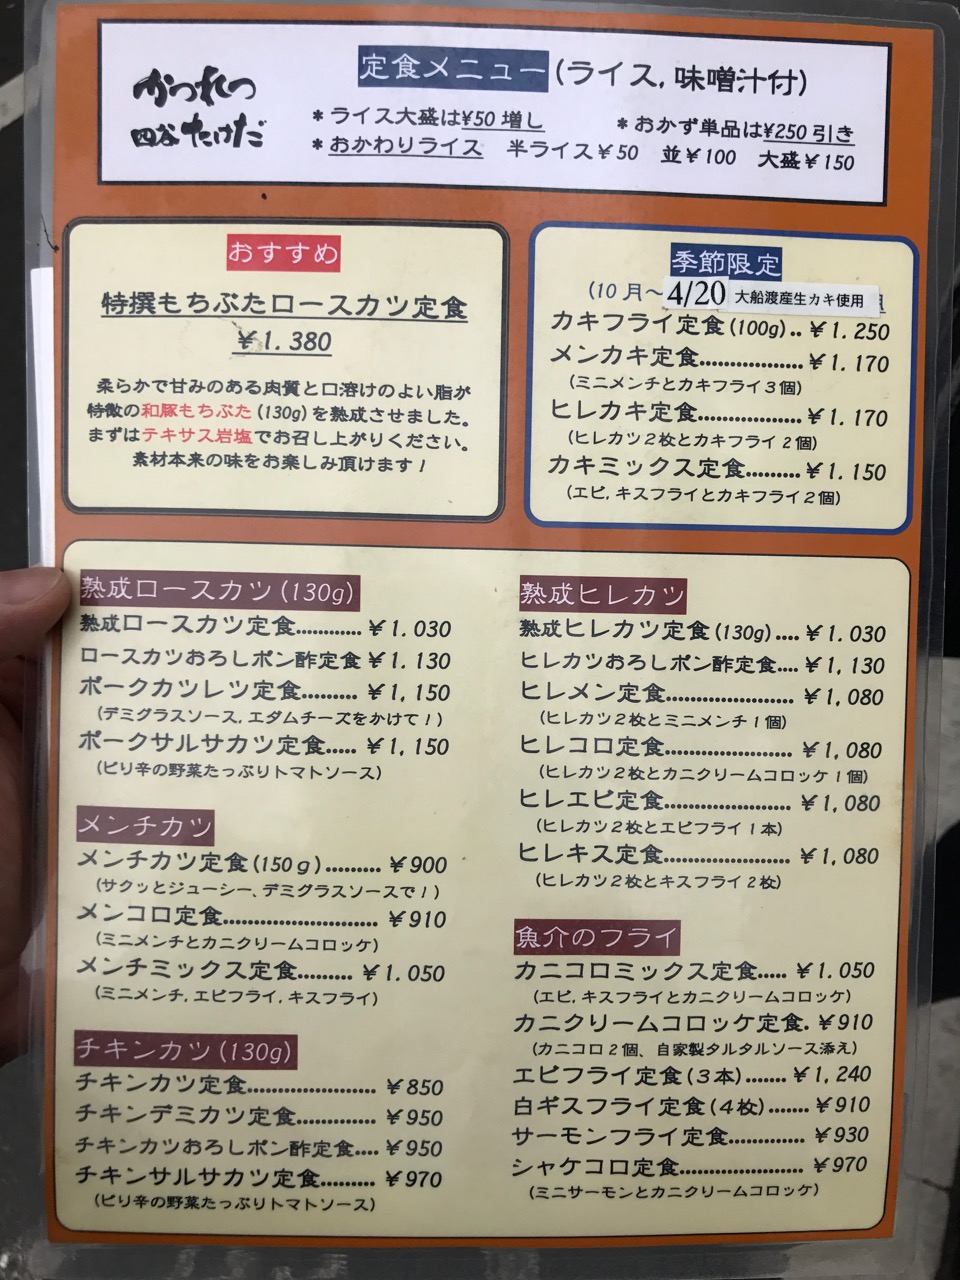 かつれつ
四谷たけだ
定食メニュー(ライス,味噌汁付)
*ライス大盛は¥50増し
*おかず単品は¥250引き
*おかわりライス 半ライス¥50 並¥100 大盛¥150
おすすめ
特撰もちぶたロースカツ定食
¥1.380
柔らかで甘みのある肉質と口溶けのよい脂が
特徴の和豚もちぶた(130g)を熟成させました。
まずはテキサス岩塩でお召し上がりください。
素材本来の味をお楽しみ頂けます!
季節限定
(10月〜4/20 大船渡産生カキ使用
カキフライ定食(100g)..¥1.250
メンカキ定食...............¥1.170
(ミニメンチとカキフライ3個)
ヒレカキ定食...............¥1.170
(ヒレカツ2枚とカキフライ2個)
カキミックス定食.........¥1.150
(エビ,キスフライとカキフライ2個)
熟成ロースカツ(130g)
熟成ロースカツ定食............¥1.030
ロースカツおろしポン酢定食¥1.130
ポークカツレツ定食.........¥1,150
(デミグラスソース,エダムチーズをかけて!)
ポークサルサカツ定食.....¥1,150
(ピリ辛の野菜たっぷりトマトソース)
メンチカツ
メンチカツ定食(150g).........¥900
(サクッとジューシー、デミグラスソースで!)
メンコロ定食.........................¥910
(ミニメンチとカニクリームコロッケ)
メンチミックス定食.........¥1.050
(ミニメンチ,エビフライ,キスフライ)
チキンカツ(130g)
チキンカツ定食.....................¥850
チキンデミカツ定食.............¥950
チキンカツおろしポン酢定食....¥950
チキンサルサカツ定食.........¥970
(ピリ辛の野菜たっぷりトマトソース)
熟成ヒレカツ
熟成ヒレカツ定食(130g)....¥1.030
ヒレカツおろしポン酢定食....¥1,130
ヒレメン定食.....................¥1,080
(ヒレカツ2枚とミニメンチ1個)
ヒレコロ定食.....................¥1,080
(ヒレカツ2枚とカニクリームコロッケ1個)
ヒレエビ定食.....................¥1,080
(ヒレカツ2枚とエビフライ1本)
ヒレキス定食.....................¥1,080
(ヒレカツ2枚とキスフライ2枚)
魚介のフライ
カニコロミックス定食.....¥1.050
(エビ,キスフライとカニクリームコロッケ)
カニクリームコロッケ定食.¥910
(カニコロ2個、自家製タルタルソース添え)
エビフライ定食(3本).......¥1,240
白ギスフライ定食(4枚).......¥910
サーモンフライ定食.............¥930
シャケコロ定食.....................¥970
(ミニサーモンとカニクリームコロッケ)